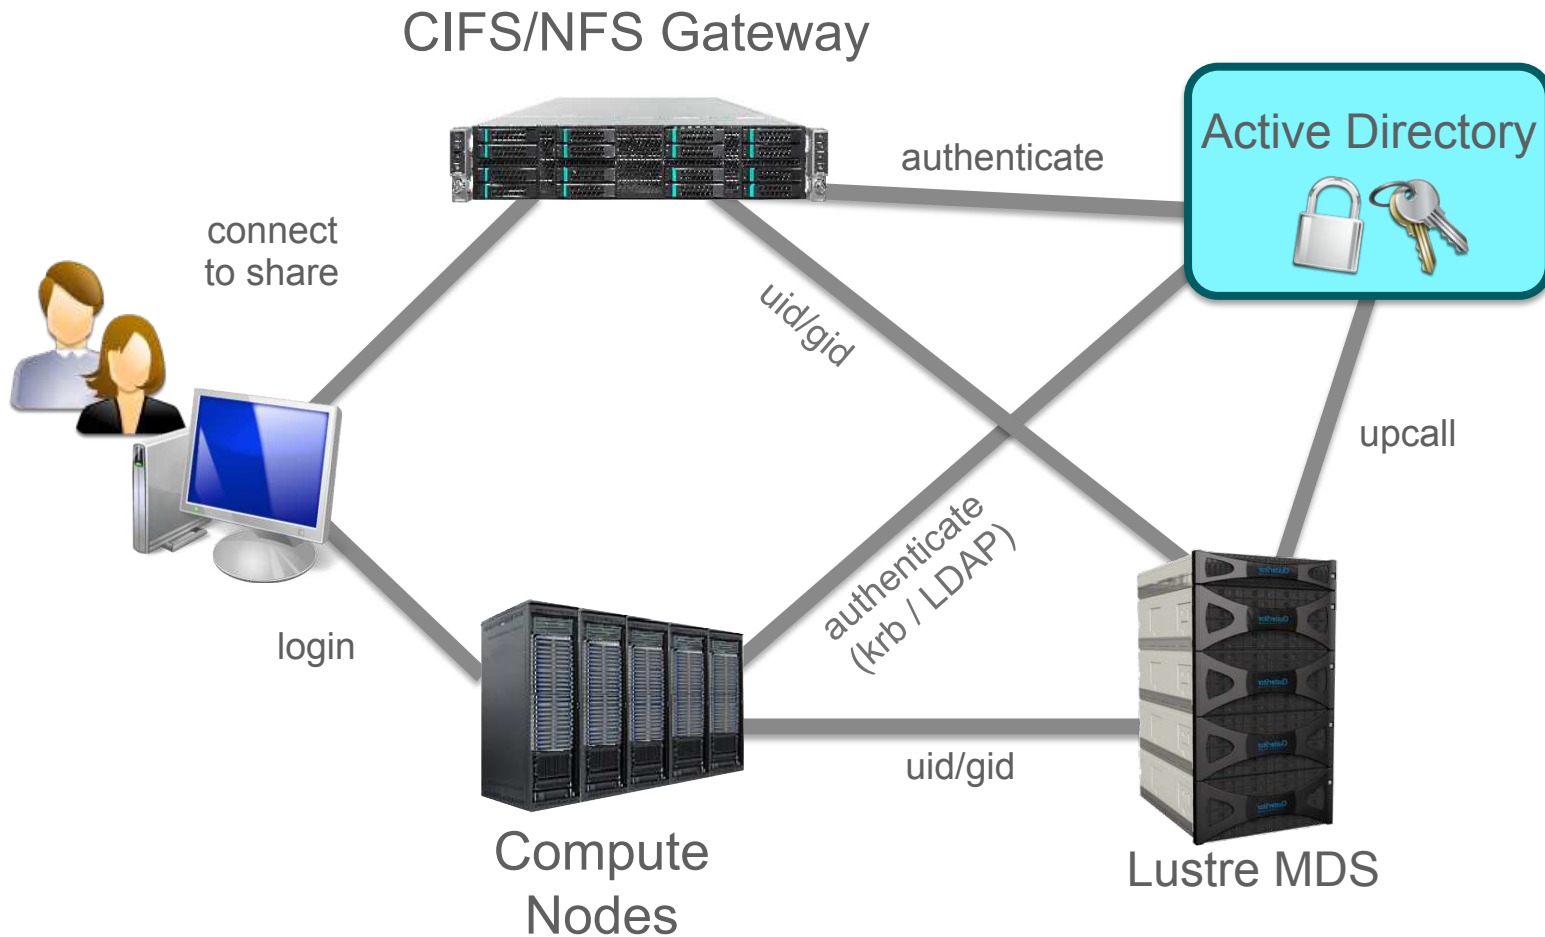 CIFS/NFS Gateway
Active Directory
authenticate
connect
to share
uid/gid
upcall
authenticate
(krb / LDAP)
login
uid/gid
Compute
Nodes
Lustre MDS